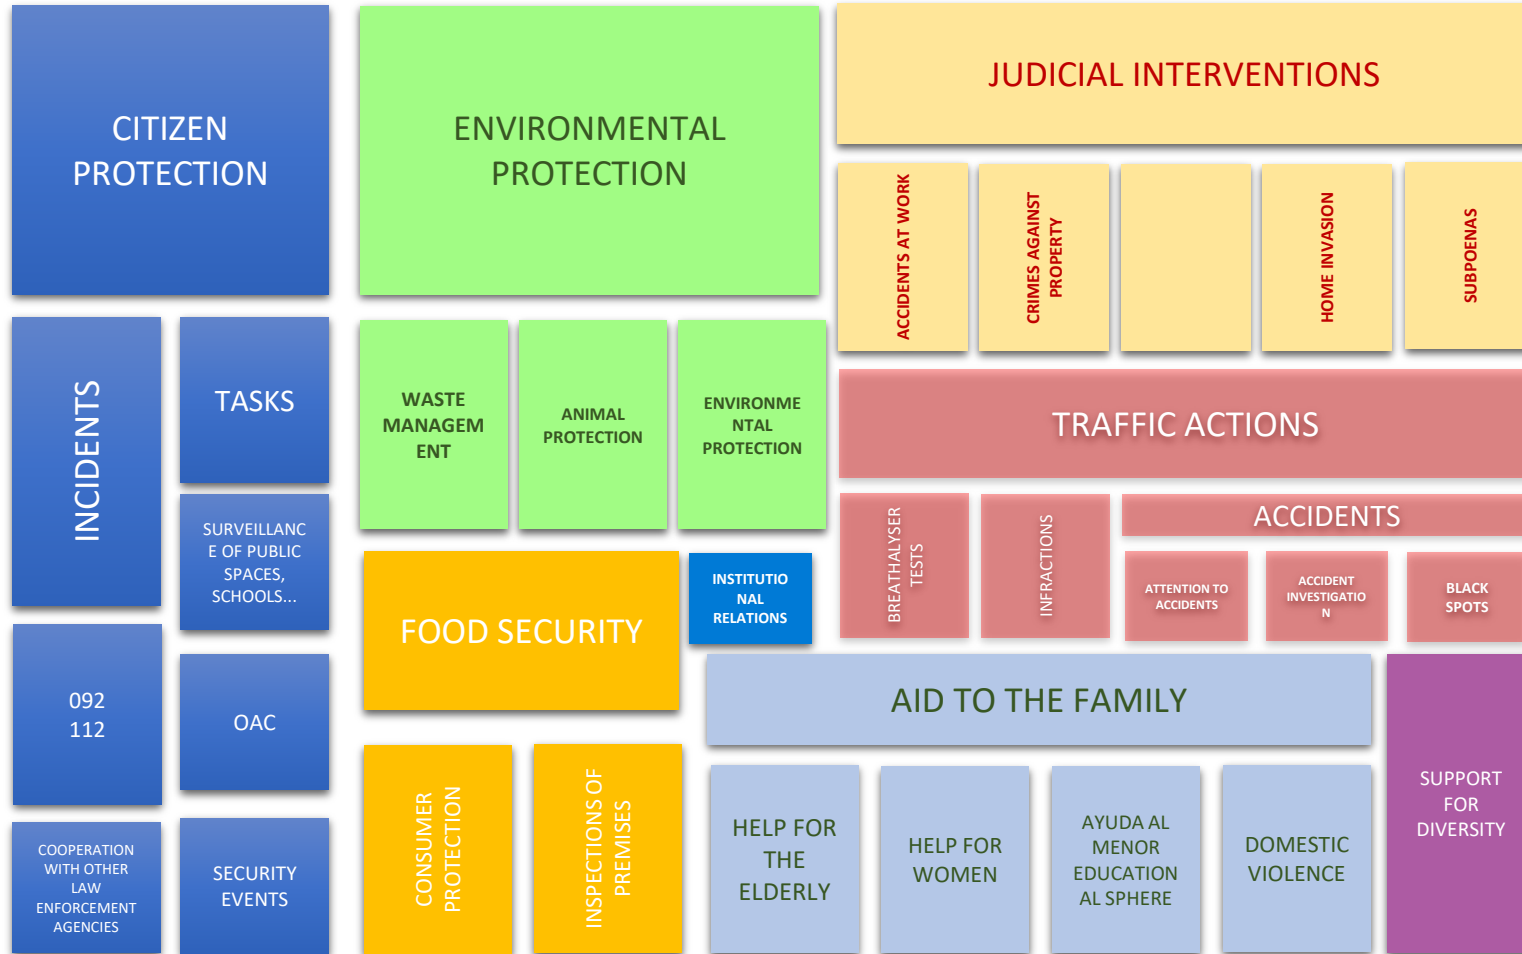 CITIZEN
PROTECTION
INCIDENTS
TASKS
SURVEILLANC
E OF PUBLIC
SPACES,
SCHOOLS...
092
112
OAC
COOPERATION
WITH OTHER
LAW
ENFORCEMENT
AGENCIES
SECURITY
EVENTS
ENVIRONMENTAL
PROTECTION
WASTE
MANAGEM
ENT
ANIMAL
PROTECTION
ENVIRONME
NTAL
PROTECTION
FOOD SECURITY
CONSUMER
PROTECTION
INSPECTIONS OF
PREMISES
INSTITUTIO
NAL
RELATIONS
JUDICIAL INTERVENTIONS
ACCIDENTS AT WORK
CRIMES AGAINST
PROPERTY
HOME INVASION
SUBPOENAS
TRAFFIC ACTIONS
BREATHALYSER
TESTS
INFRACTIONS
ACCIDENTS
ATTENTION TO
ACCIDENTS
ACCIDENT
INVESTIGATIO
N
BLACK
SPOTS
AID TO THE FAMILY
HELP FOR
THE
ELDERLY
HELP FOR
WOMEN
AYUDA AL
MENOR
EDUCATION
AL SPHERE
DOMESTIC
VIOLENCE
SUPPORT
FOR
DIVERSITY